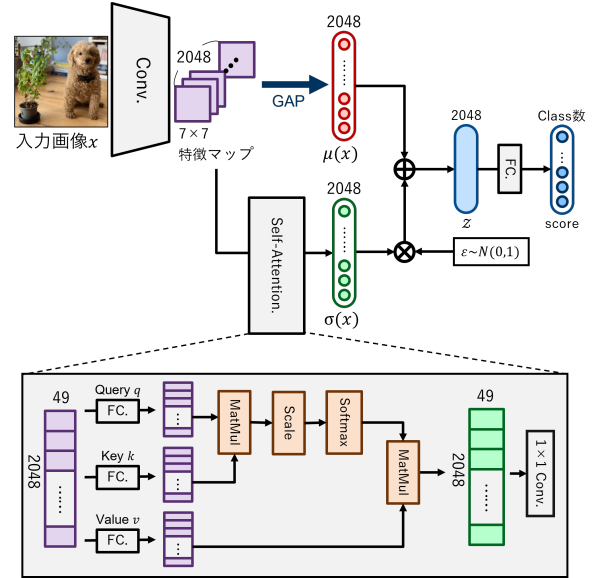 入力画像x
Conv.
2048
7×7
特徴マップ
GAP
2048
μ(x)
2048
z
FC.
Class数
score
Self-Attention.
2048
σ(x)
ε~N(0,1)
49
2048
Query q
FC.
Key k
FC.
Value v
FC.
MatMul
Scale
Softmax
MatMul
49
2048
1×1 Conv.